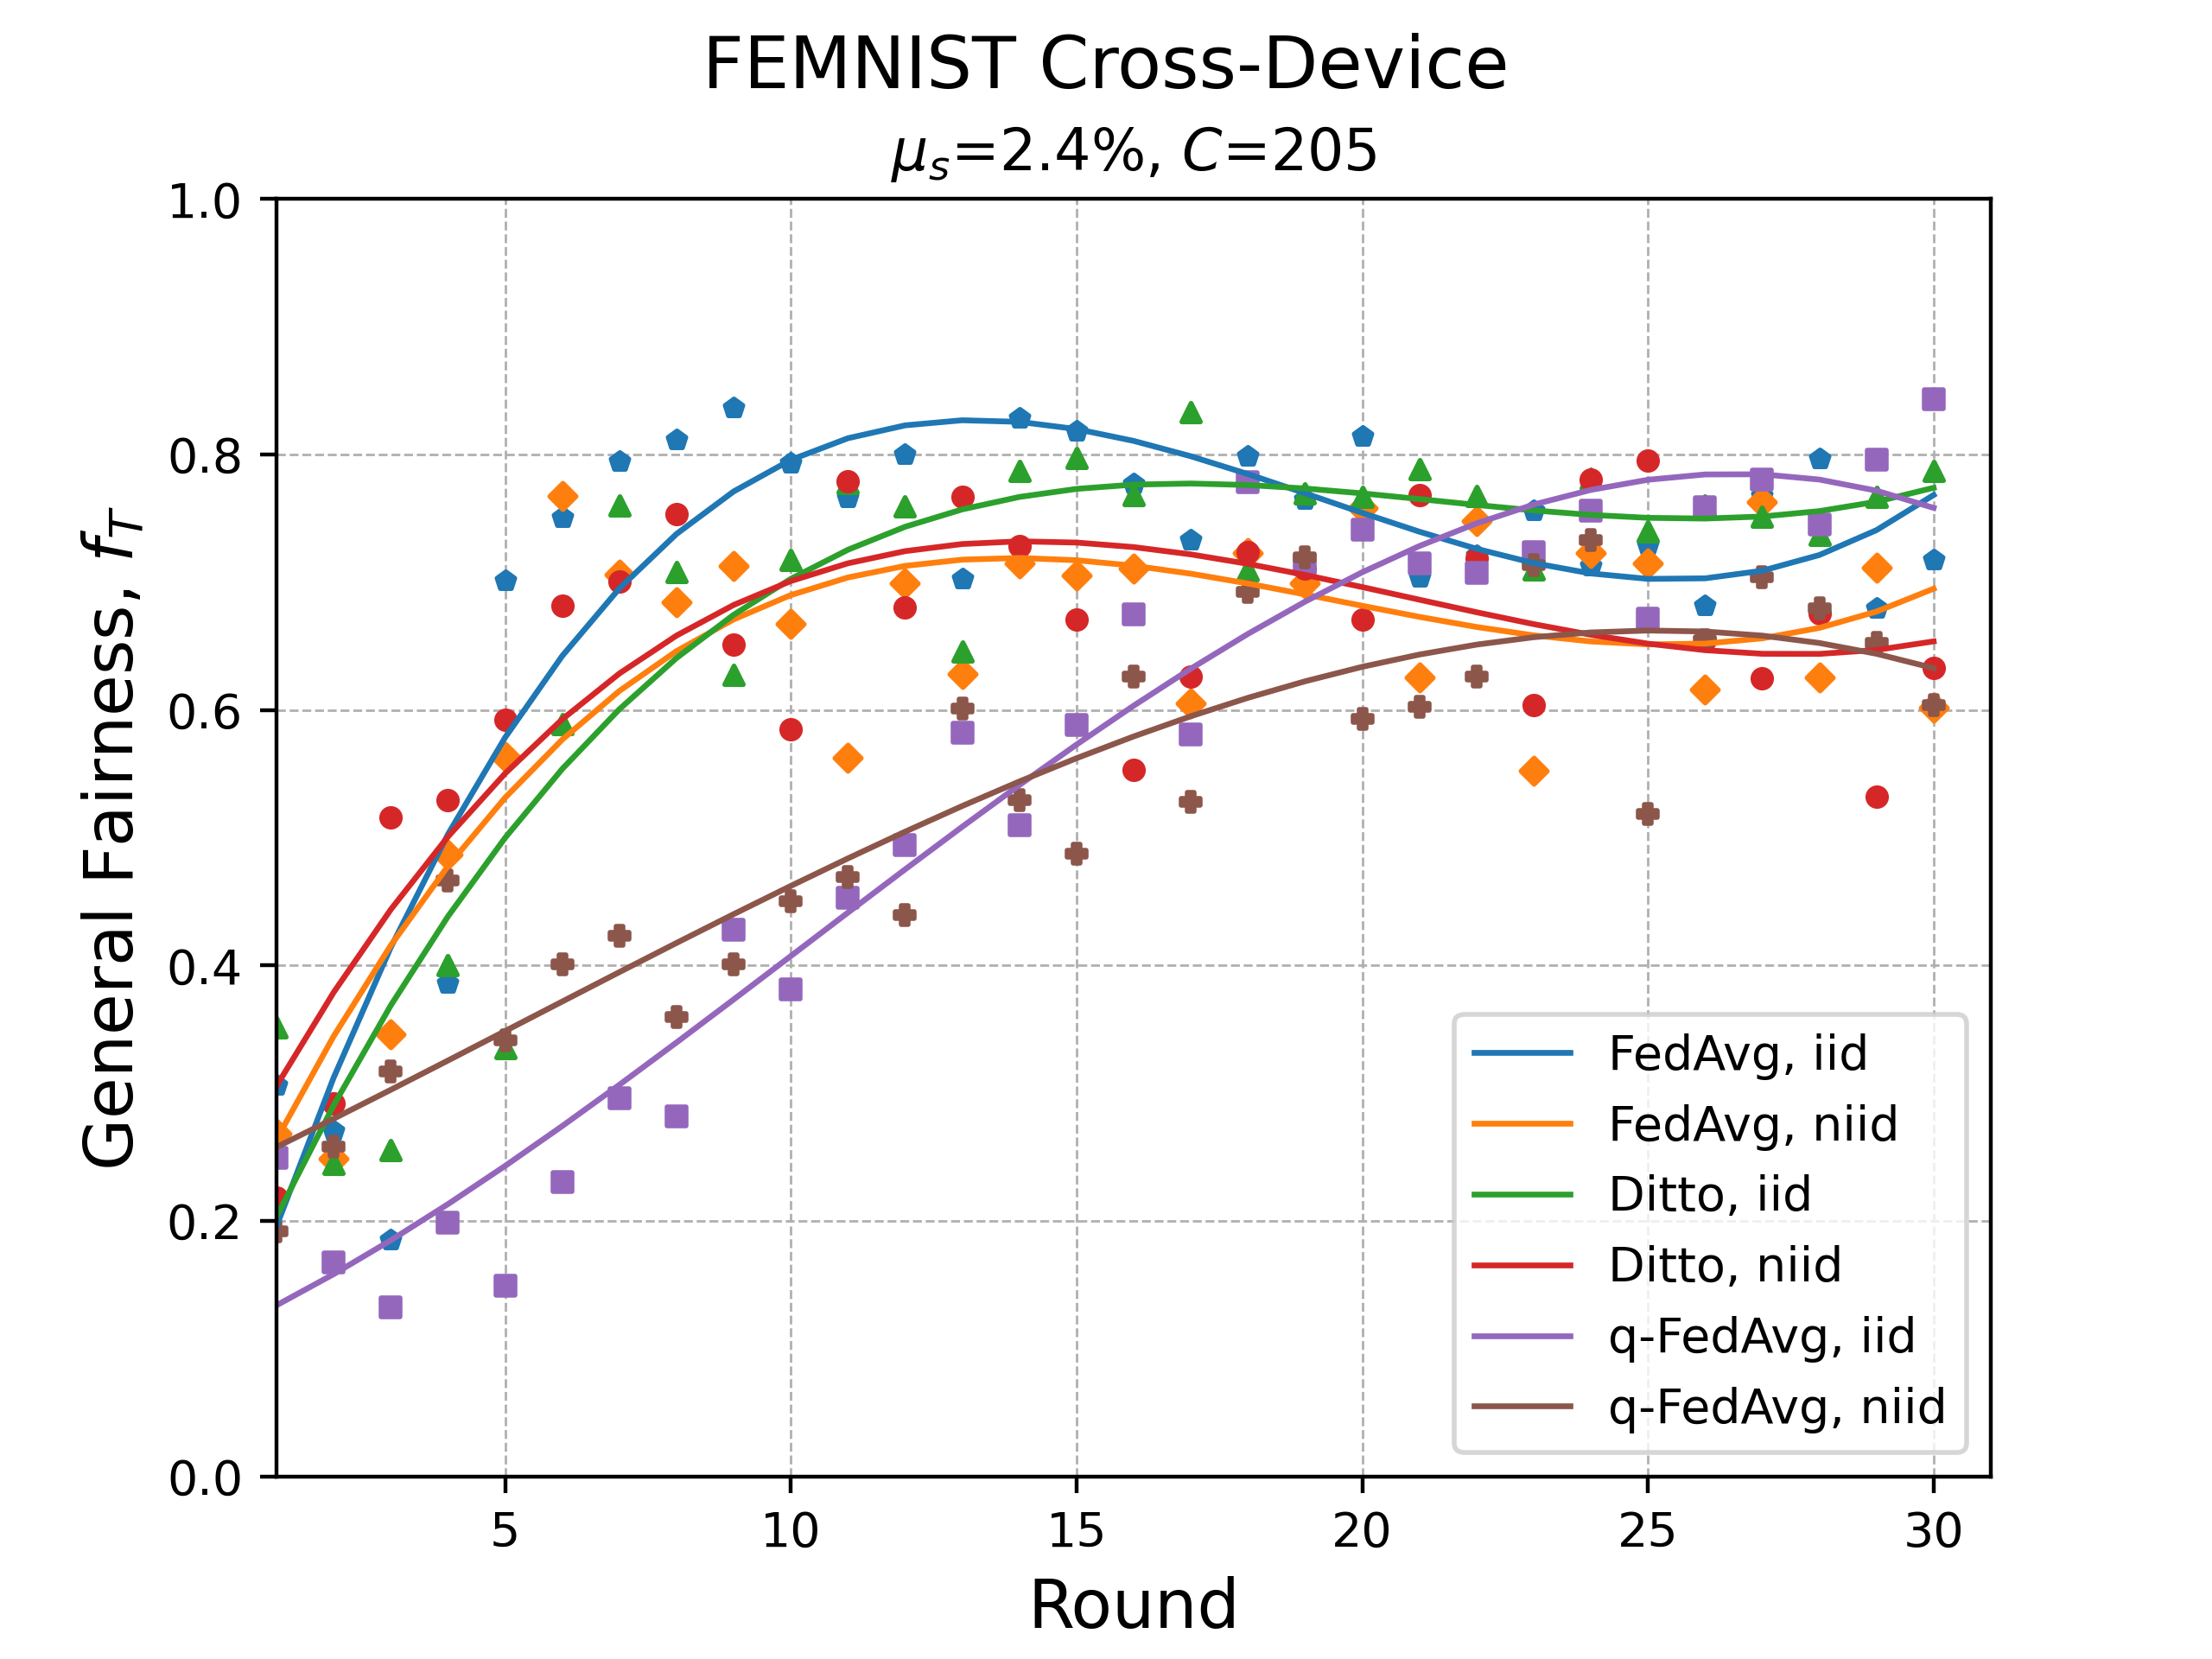 FEMNIST Cross-Device
μs=2.4%, C=205
General Fairness, fT
1.0
0.8
0.6
0.4
0.2
0.0
5 10 15 20 25 30
Round
FedAvg, iid
FedAvg, niid
Ditto, iid
Ditto, niid
q-FedAvg, iid
q-FedAvg, niid